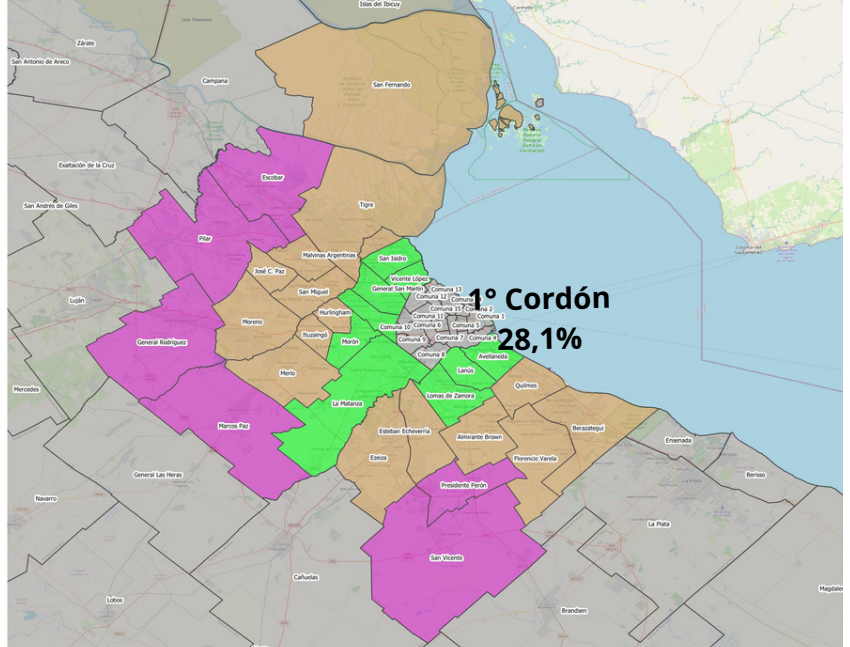 Islas del Ibicuy
Zárate
San Antonio de Areco
Campana
San Fernando
Exaltación de la Cruz
Escobar
San Andrés de Giles
Tigre
Pilar
Malvinas Argentinas
San Isidro
José C. Paz
Vicente López
General San Martín
Comuna 13
San Miguel
Comuna 12
Luján
1° Cordón
28,1%
Comuna 15
Comuna 2
Hurlingham
Comuna 11
Comuna 1
Moreno
Comuna 10
Comuna 6
Comuna 5
Ituzaingó
Comuna 9
Comuna 7
Comuna 4
General Rodríguez
Morón
Comuna 8
Avellaneda
Merlo
Lanús
Mercedes
Quilmes
Lomas de Zamora
La Matanza
Marcos Paz
Esteban Echeverría
Berazategui
Almirante Brown
Ensenada
Ezeiza
Florencio Varela
General Las Heras
Berisso
Presidente Perón
Navarro
La Plata
San Vicente
Cañuelas
Magdalen
Lobos
Brandsen